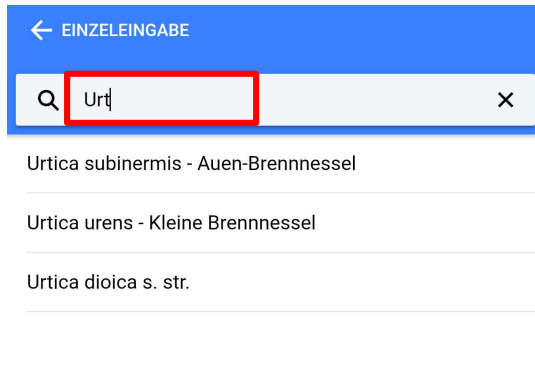 EINZELEINGABE
Urt
Urtica subinermis - Auen-Brennnessel
Urtica urens - Kleine Brennnessel
Urtica dioica s. str.